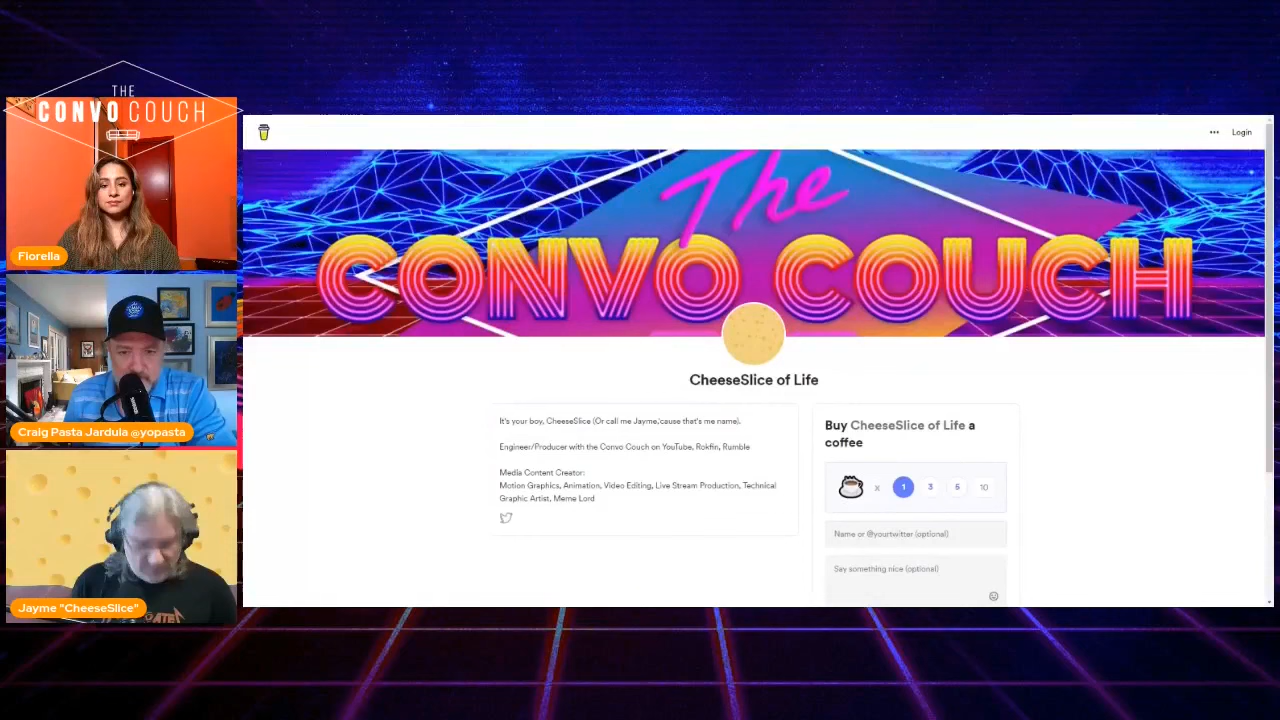 THE
CONVO COUCH
Fiorella
Craig Pasta Jardula @yopasta
Jayme "CheeseSlice"
Login
The
CONVO COUCH
CheeseSlice of Life
It's your boy, CheeseSlice (Or call me Jayme,'cause that's me name).
Engineer/Producer with the Convo Couch on YouTube, Rokfin, Rumble
Media Content Creator:
Motion Graphics, Animation, Video Editing, Live Stream Production, Technical
Graphic Artist, Meme Lord
Buy CheeseSlice of Life a
coffee
x 1 3 5 10
Name or @yourtwitter (optional)
Say something nice (optional)